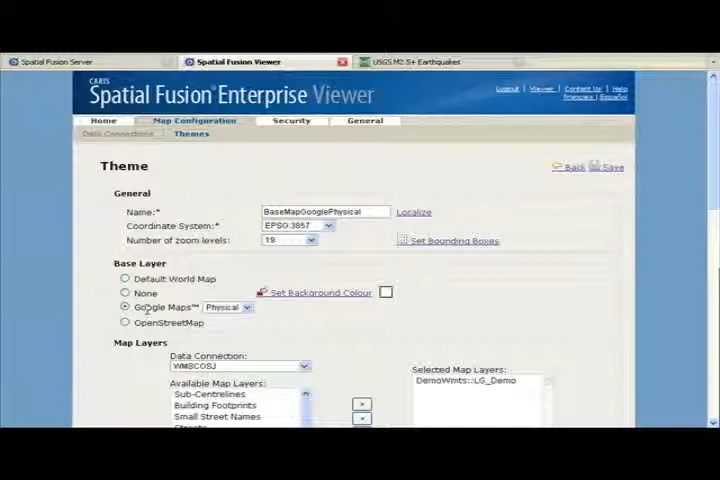 Spatial Fusion Server
Spatial Fusion Viewer
USGS M2.5+ Earthquakes
CARIS
Spatial Fusion Enterprise Viewer
Logout | Viewer | Contact Us | Help
Français | Español
Home Map Configuration Security General
Data Connections Themes
Theme
Back Save
General
Name:* BaseMapGooglePhysical Localize
Coordinate System:* EPSG:3857
Number of zoom levels: 19 Set Bounding Boxes
Base Layer
Default World Map
None Set Background Colour
Google Maps™ Physical
OpenStreetMap
Map Layers
Data Connection:
WMSCOSJ
Available Map Layers:
Selected Map Layers:
Sub-Centrelines
Building Footprints
Small Street Names
Streets
DemoWmts::LG_Demo
>
<